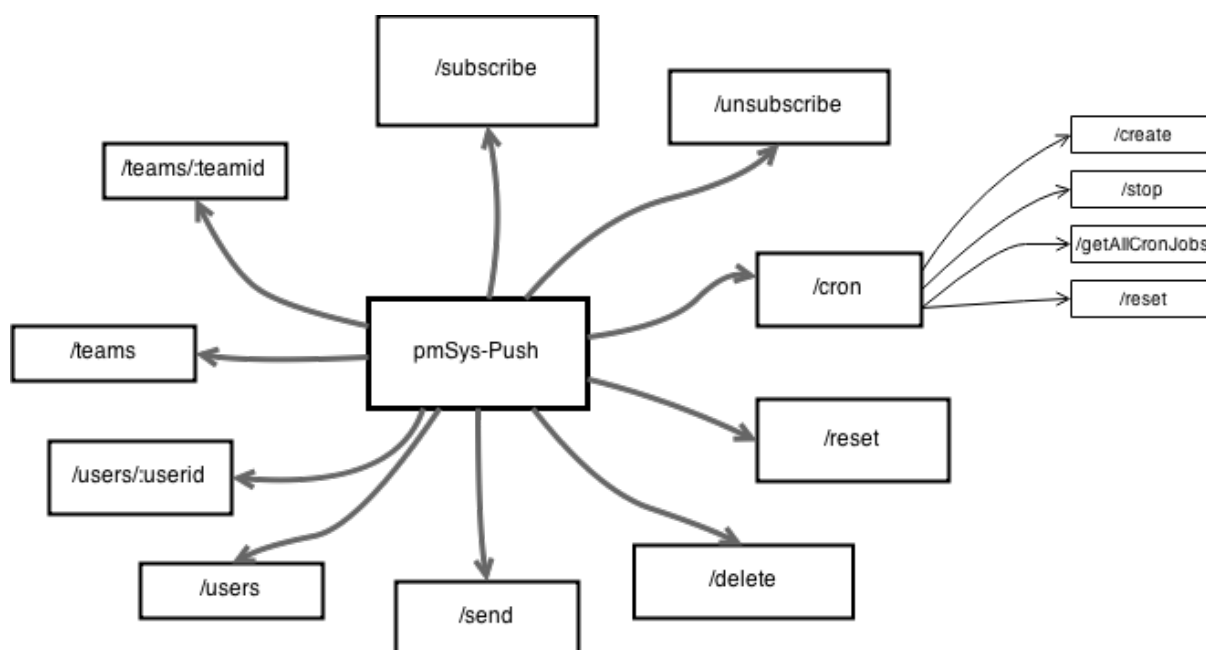 /subscribe
/unsubscribe
/create
/teams/:teamid
/stop
/getAllCronJobs
/cron
/reset
/teams
pmSys-Push
/reset
/users/:userid
/users
/delete
/send